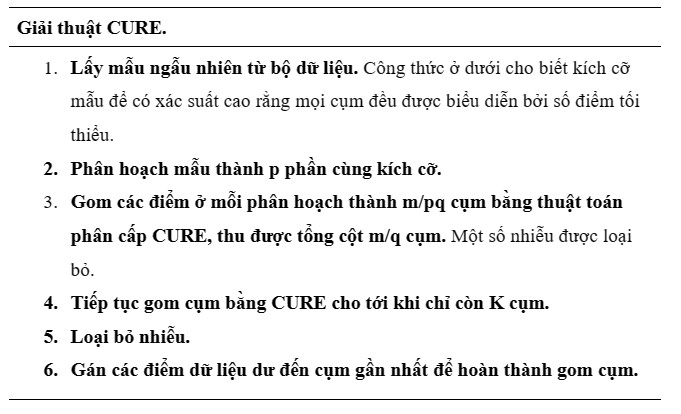 Giải thuật CURE.
1. Lấy mẫu ngẫu nhiên từ bộ dữ liệu. Công thức ở dưới cho biết kích cỡ
mẫu để có xác suất cao rằng mọi cụm đều được biểu diễn bởi số điểm tối
thiểu.
2. Phân hoạch mẫu thành p phần cùng kích cỡ.
3. Gom các điểm ở mỗi phân hoạch thành m/pq cụm bằng thuật toán
phân cấp CURE, thu được tổng cột m/q cụm. Một số nhiễu được loại
bỏ.
4. Tiếp tục gom cụm bằng CURE cho tới khi chỉ còn K cụm.
5. Loại bỏ nhiễu.
6. Gán các điểm dữ liệu dư đến cụm gần nhất để hoàn thành gom cụm.